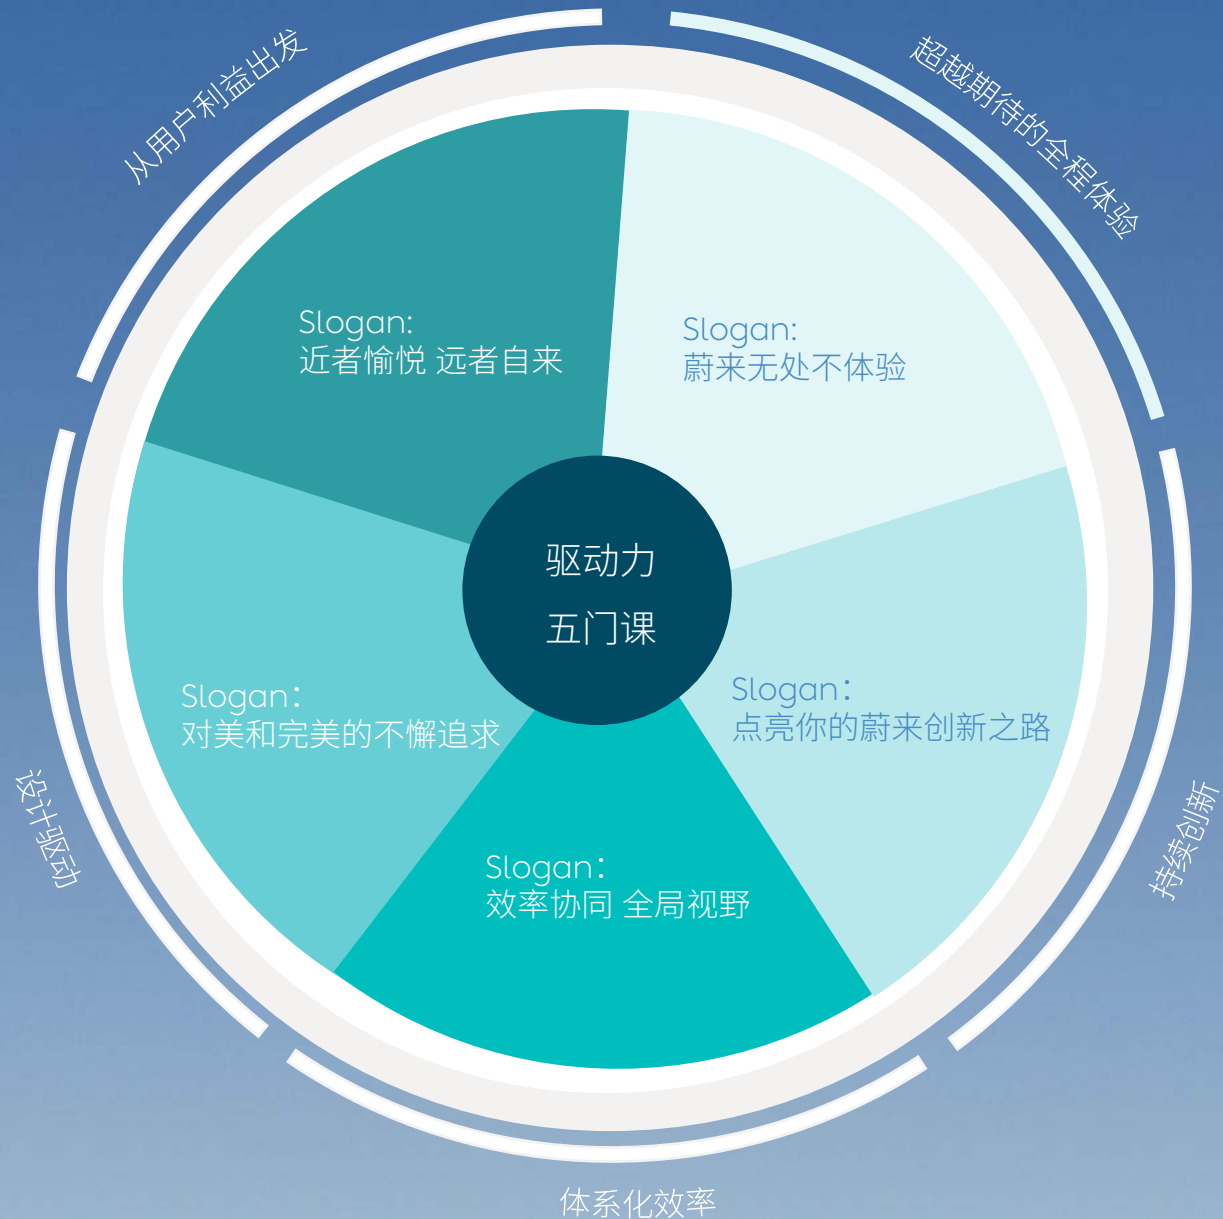 从用户利益出发
超越期待的全程体验
Slogan:
近者愉悦 远者自来
Slogan:
蔚来无处不体验
驱动力
五门课
Slogan：
对美和完美的不懈追求
Slogan：
点亮你的蔚来创新之路
设计驱动
持续创新
Slogan：
效率协同 全局视野
体系化效率